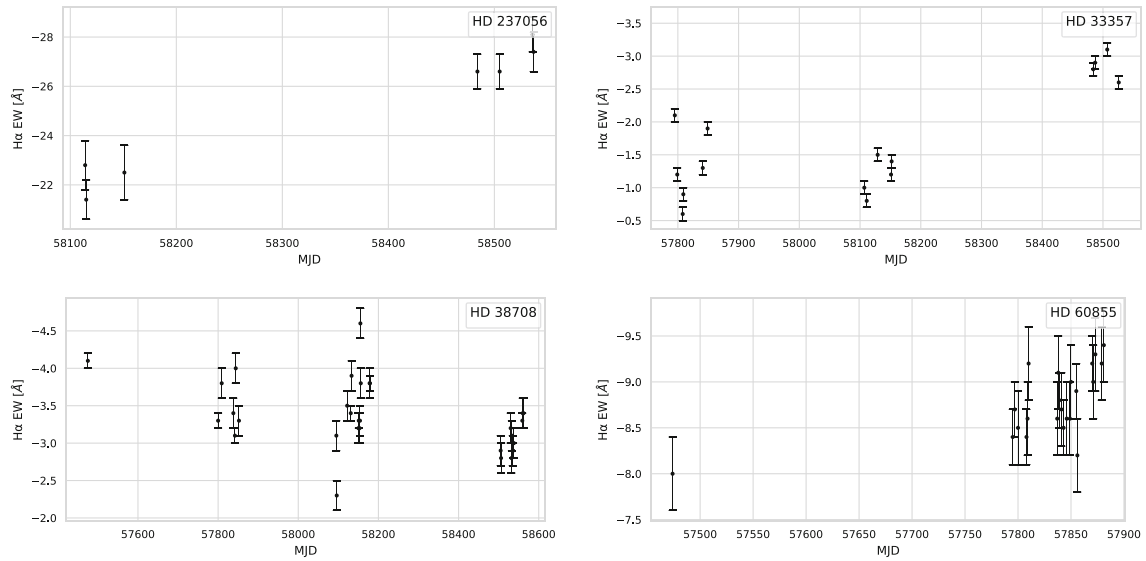 HD 237056
−28
−26
−24
−22
Hα EW [Å]
58100 58200 58300 58400 58500
MJD
HD 33357
−3.5
−3.0
−2.5
−2.0
−1.5
−1.0
−0.5
Hα EW [Å]
57800 57900 58000 58100 58200 58300 58400 58500
MJD
HD 38708
−4.5
−4.0
−3.5
−3.0
−2.5
−2.0
Hα EW [Å]
57600 57800 58000 58200 58400 58600
MJD
HD 60855
−9.5
−9.0
−8.5
−8.0
−7.5
Hα EW [Å]
57500 57550 57600 57650 57700 57750 57800 57850 57900
MJD